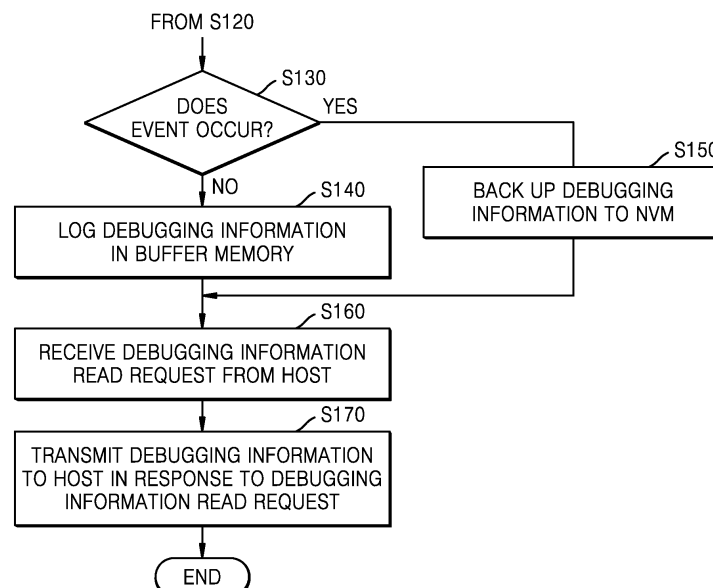 FROM S120
S130
DOES
EVENT OCCUR?
YES
NO
S140
LOG DEBUGGING INFORMATION
IN BUFFER MEMORY
S150
BACK UP DEBUGGING
INFORMATION TO NVM
S160
RECEIVE DEBUGGING INFORMATION
READ REQUEST FROM HOST
S170
TRANSMIT DEBUGGING INFORMATION
TO HOST IN RESPONSE TO DEBUGGING
INFORMATION READ REQUEST
END